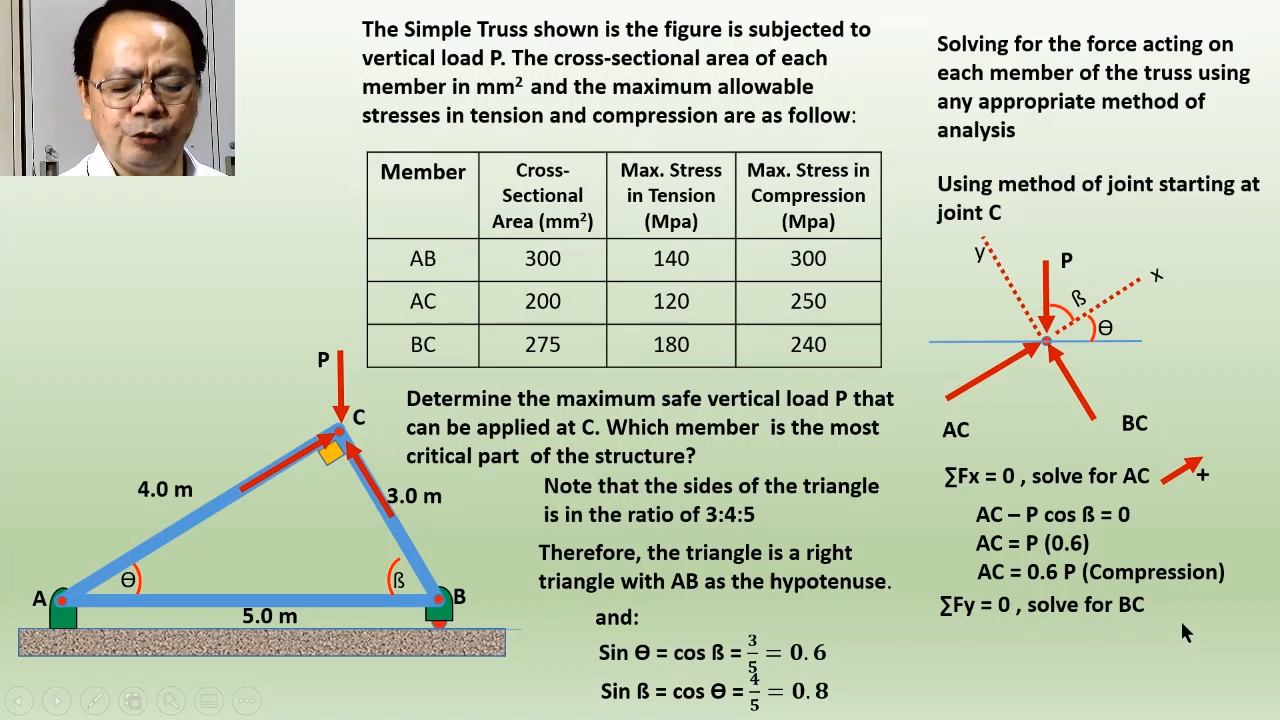 The Simple Truss shown is the figure is subjected to
vertical load P. The cross-sectional area of each
member in mm² and the maximum allowable
stresses in tension and compression are as follow:
Member
Cross-
Sectional
Area (mm²)
Max. Stress
in Tension
(Mpa)
Max. Stress in
Compression
(Mpa)
AB 300 140 300
AC 200 120 250
BC 275 180 240
P
C
4.0 m
3.0 m
ɵ
ß
A
B
5.0 m
Determine the maximum safe vertical load P that
can be applied at C. Which member is the most
critical part of the structure?
Note that the sides of the triangle
is in the ratio of 3:4:5
Therefore, the triangle is a right
triangle with AB as the hypotenuse.
and:
Sin ɵ = cos ß = 3/5 = 0.6
Sin ß = cos ɵ = 4/5 = 0.8
Solving for the force acting on
each member of the truss using
any appropriate method of
analysis
Using method of joint starting at
joint C
y
P
x
ß
ɵ
AC
BC
∑Fx = 0 , solve for AC +
AC – P cos ß = 0
AC = P (0.6)
AC = 0.6 P (Compression)
∑Fy = 0 , solve for BC